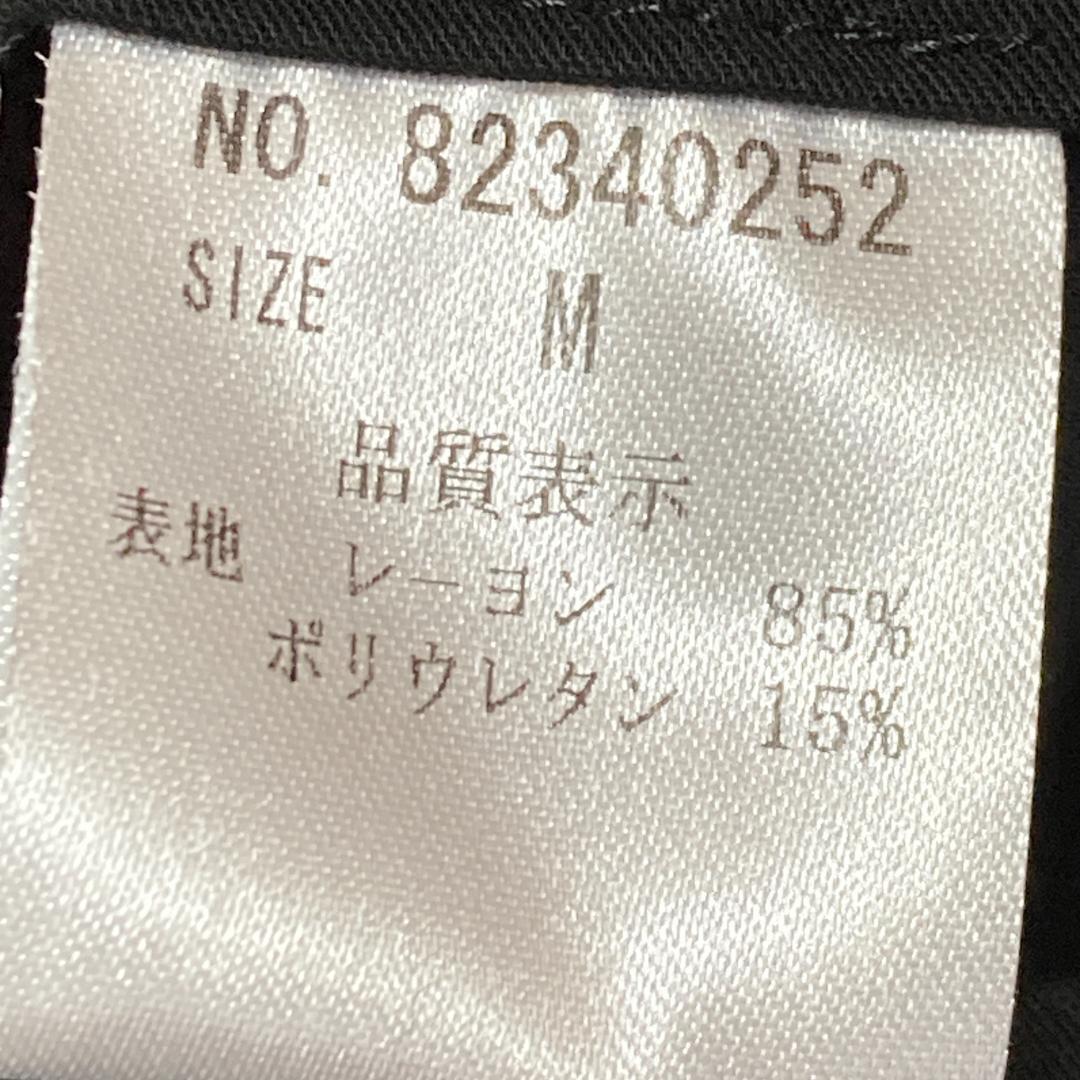 NO. 82340252
SIZE M
品質表示
表地 レーヨン 85%
ポリウレタン 15%